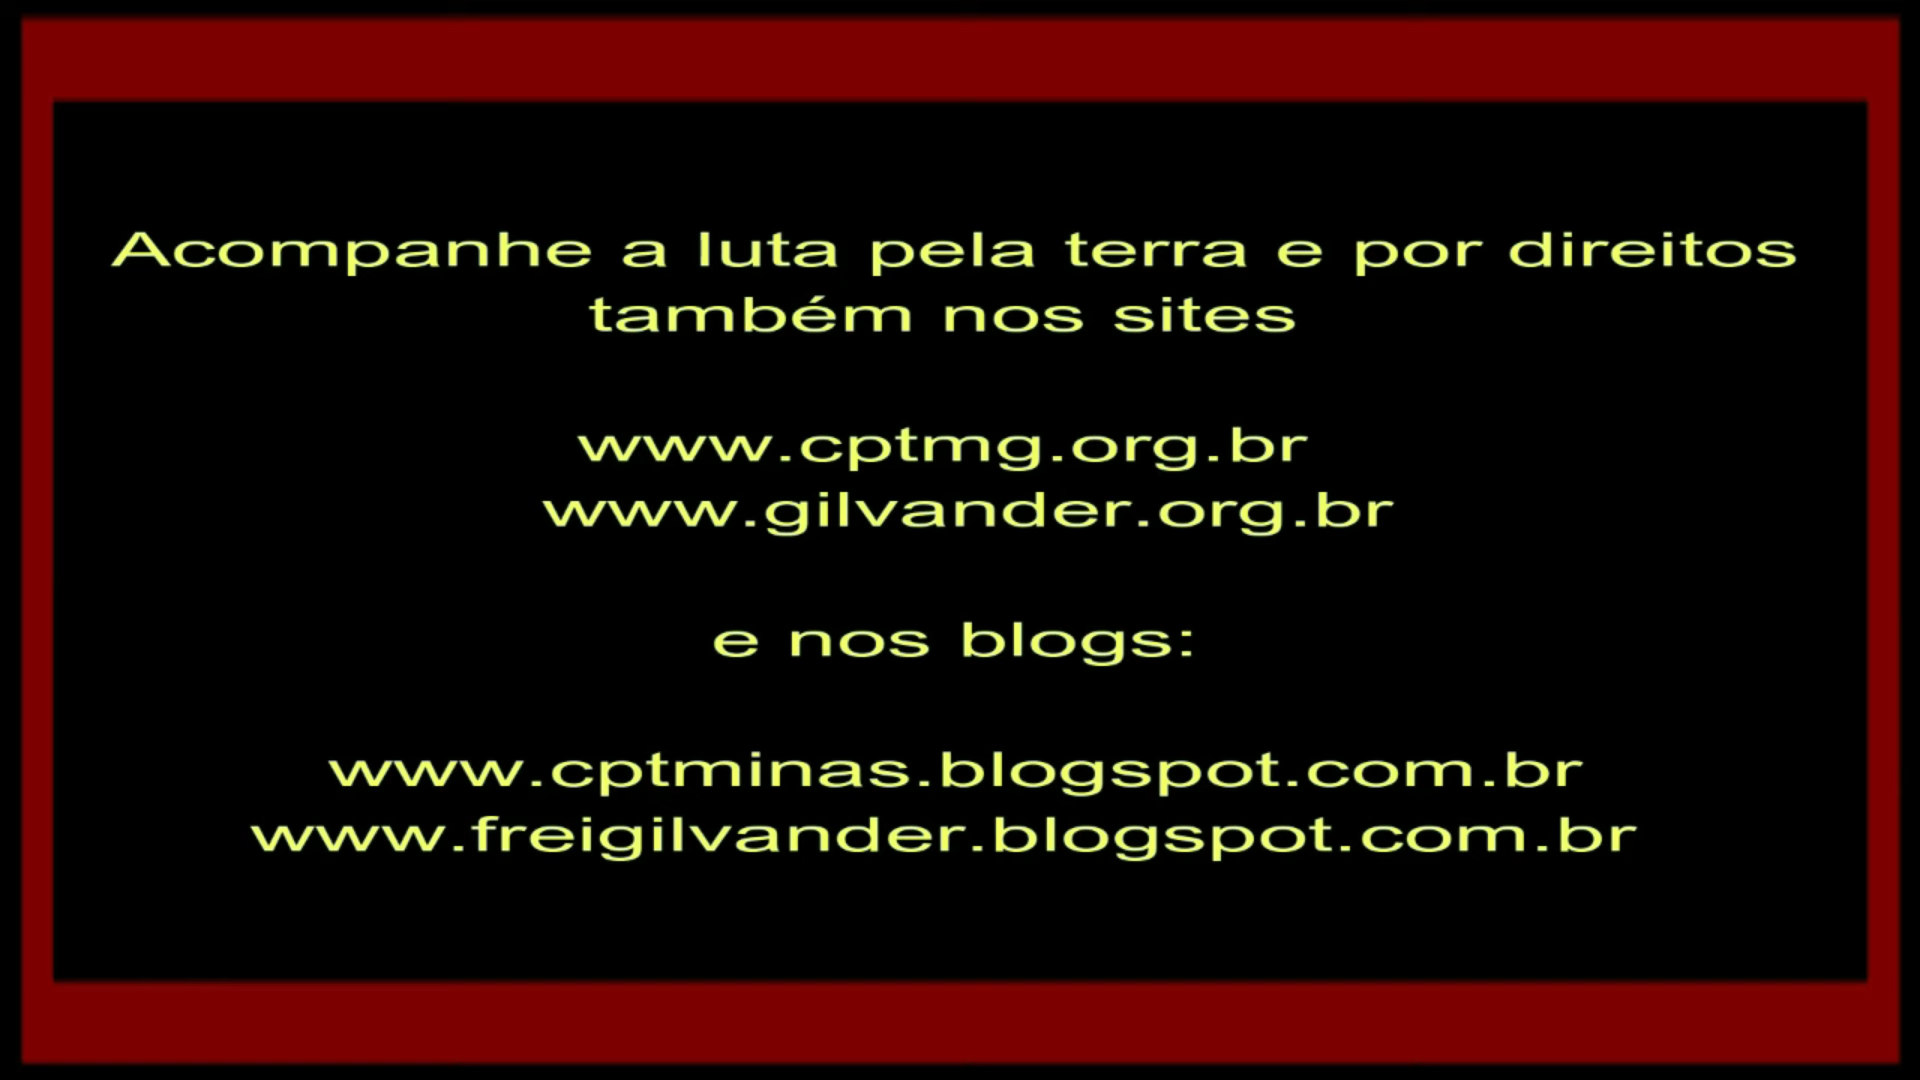 Acompanhe a luta pela terra e por direitos
também nos sites
www.cptmg.org.br
www.gilvander.org.br
e nos blogs:
www.cptminas.blogspot.com.br
www.freigilvander.blogspot.com.br